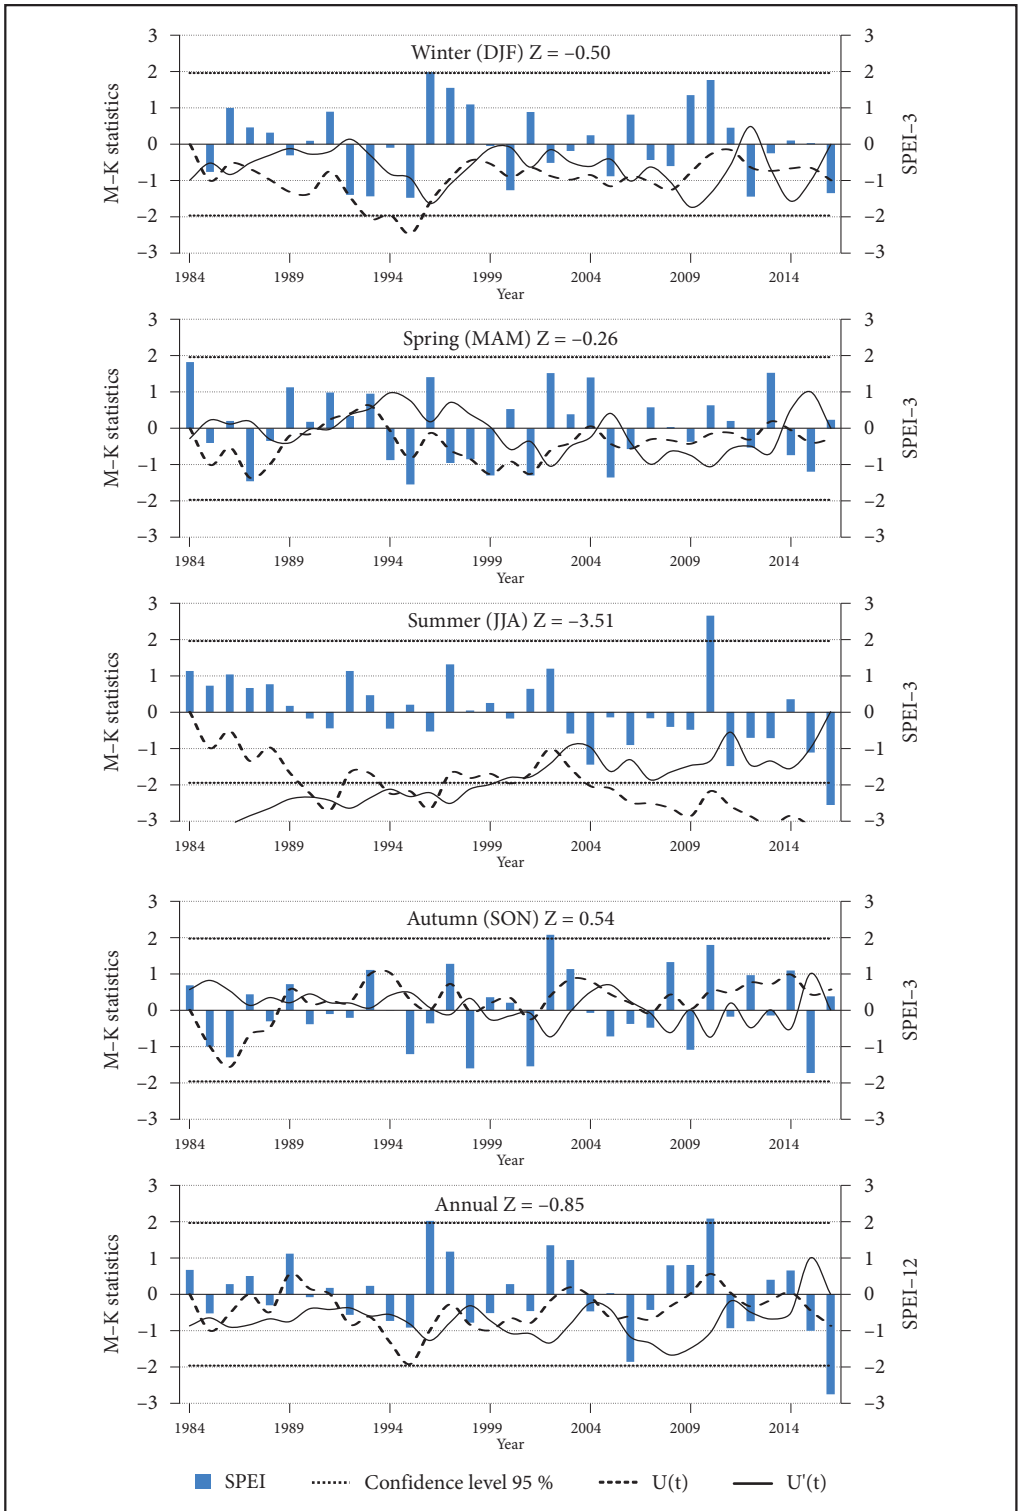 Winter (DJF) Z = –0.50
M–K statistics
SPEI–3
3 3
2 2
1 1
0 0
–1 –1
–2 –2
–3 –3
1984 1989 1994 1999 2004 2009 2014
Year
Spring (MAM) Z = –0.26
M–K statistics
SPEI–3
3 3
2 2
1 1
0 0
–1 –1
–2 –2
–3 –3
1984 1989 1994 1999 2004 2009 2014
Year
Summer (JJA) Z = –3.51
M–K statistics
SPEI–3
3 3
2 2
1 1
0 0
–1 –1
–2 –2
–3 –3
1984 1989 1994 1999 2004 2009 2014
Year
Autumn (SON) Z = 0.54
M–K statistics
SPEI–3
3 3
2 2
1 1
0 0
–1 –1
–2 –2
–3 –3
1984 1989 1994 1999 2004 2009 2014
Year
Annual Z = –0.85
M–K statistics
SPEI–12
3 3
2 2
1 1
0 0
–1 –1
–2 –2
–3 –3
1984 1989 1994 1999 2004 2009 2014
Year
SPEI Confidence level 95 % U(t) U'(t)